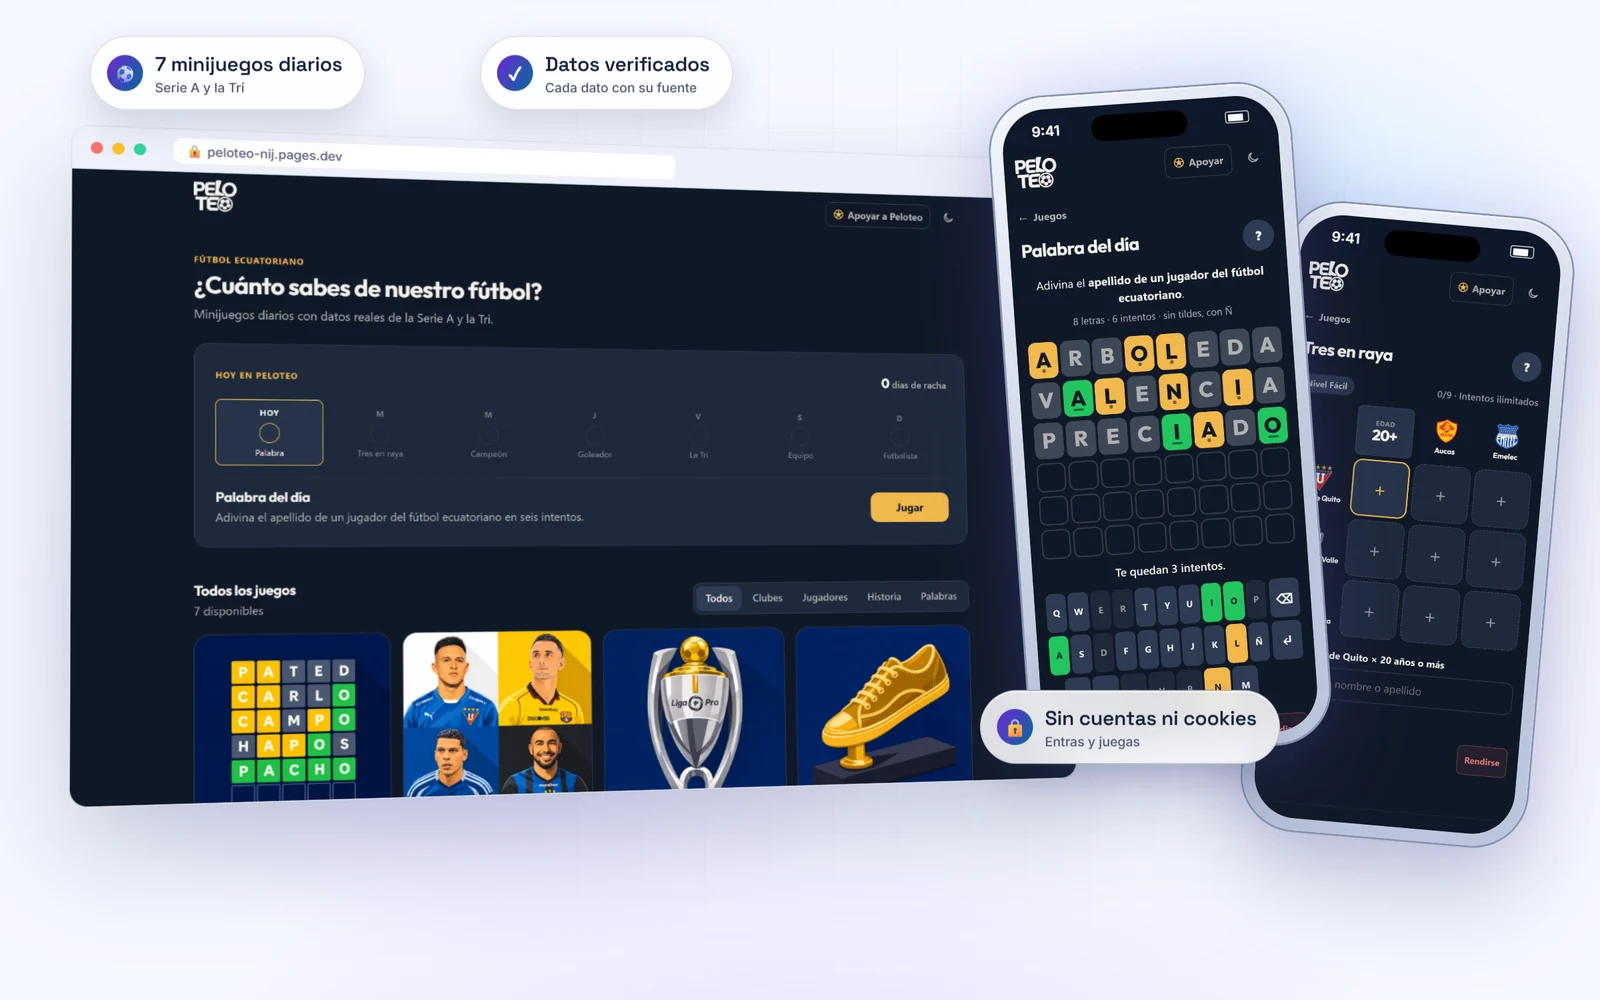 7 minijuegos diarios
Serie A y la Tri
Datos verificados
Cada dato con su fuente
peloteo-nij.pages.dev
PELO
TEO
Apoyar a Peloteo
FÚTBOL ECUATORIANO
¿Cuánto sabes de nuestro fútbol?
Minijuegos diarios con datos reales de la Serie A y la Tri.
HOY EN PELOTEO
0 días de racha
HOY
Palabra
M
Tres en raya
M
Campeón
J
Goleador
V
La Tri
S
Equipo
D
Futbolista
Palabra del día
Adivina el apellido de un jugador del fútbol ecuatoriano en seis intentos.
Jugar
Todos los juegos
7 disponibles
Todos
Clubes
Jugadores
Historia
Palabras
PATED
CARLO
CAMPO
HAPOS
PACHO
DISCOVER
Liga Pro
9:41
PELO
TEO
Apoyar
← Juegos
Palabra del día
?
Adivina el apellido de un jugador del fútbol
ecuatoriano.
8 letras · 6 intentos · sin tildes, con Ñ
ARBOLEDA
VALENCIA
PRECIADO
Te quedan 3 intentos.
Q W E R T Y U I O P
A S D F G H J K L Ñ
N M
Sin cuentas ni cookies
Entras y juegas
9:41
PELO
TEO
Apoyar
← Juegos
Tres en raya
?
Nivel Fácil
0/9 · Intentos ilimitados
EDAD
20+
Aucas
Emelec
EMELEC
U
Quito
Valle
de Quito × 20 años o más
nombre o apellido
Rendirse